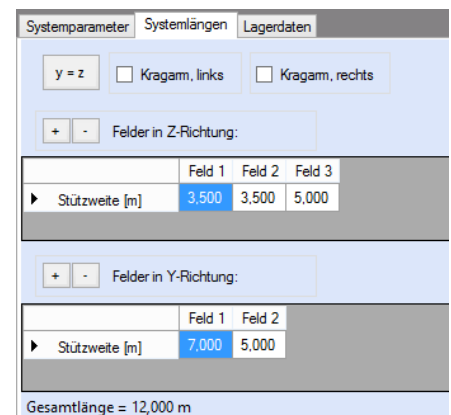 Systemparameter Systemlängen Lagerdaten
y = z Kragarm, links Kragarm, rechts
+ - Felder in Z-Richtung:
Feld 1 Feld 2 Feld 3
Stützweite [m] 3,500 3,500 5,000
+ - Felder in Y-Richtung:
Feld 1 Feld 2
Stützweite [m] 7,000 5,000
Gesamtlänge = 12,000 m